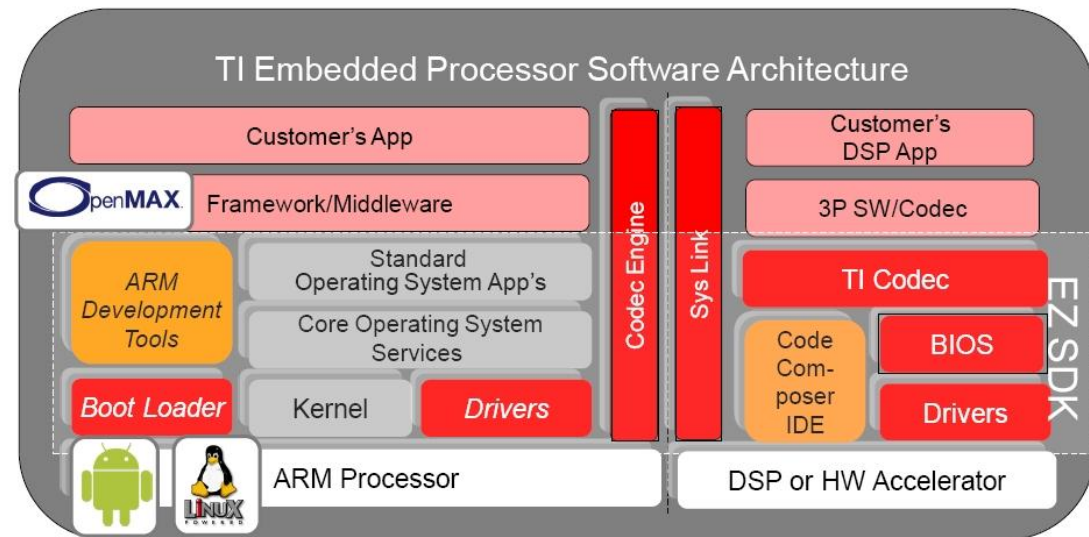 TI Embedded Processor Software Architecture
Customer's App
Customer's
DSP App
OpenMAX
Framework/Middleware
3P SW/Codec
Codec Engine
Sys Link
ARM
Development
Tools
Standard
Operating System App's
Core Operating System
Services
TI Codec
Code
Com-
poser
IDE
BIOS
EZ SDK
Boot Loader
Kernel
Drivers
Drivers
LINUX
POWERED
ARM Processor
DSP or HW Accelerator